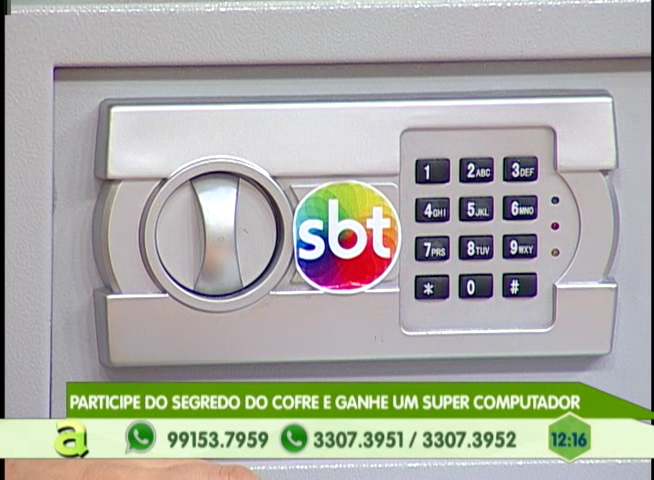 1 2ABC 3DEF
4GHI 5JKL 6MNO
sbt
7PRS 8TUV 9WXY
* 0 #
PARTICIPE DO SEGREDO DO COFRE E GANHE UM SUPER COMPUTADOR
a 99153.7959 3307.3951 / 3307.3952 12:16